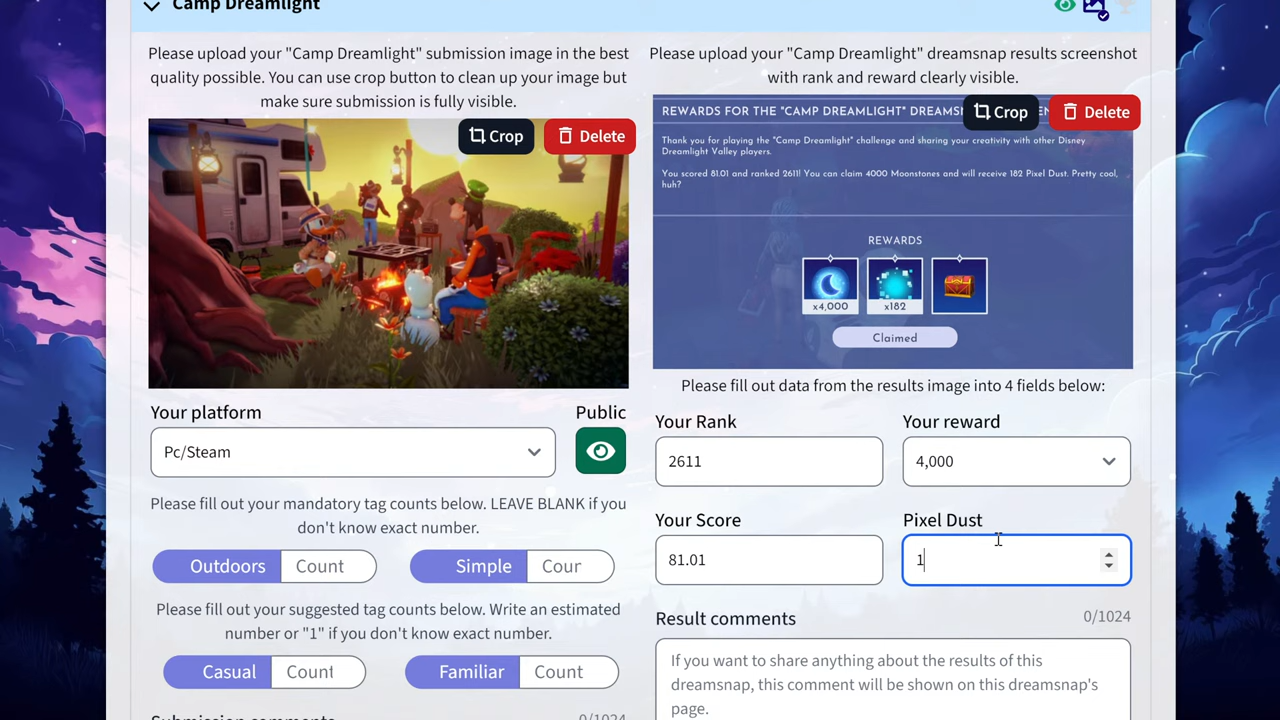 Camp Dreamlight
Please upload your "Camp Dreamlight" submission image in the best
quality possible. You can use crop button to clean up your image but
make sure submission is fully visible.
Crop
Delete
Your platform
Public
Pc/Steam
Please fill out your mandatory tag counts below. LEAVE BLANK if you
don't know exact number.
Outdoors
Count
Simple
Cour
Please fill out your suggested tag counts below. Write an estimated
number or "1" if you don't know exact number.
Casual
Count
Familiar
Count
Submission comments
0/1024
Please upload your "Camp Dreamlight" dreamsnap results screenshot
with rank and reward clearly visible.
REWARDS FOR THE "CAMP DREAMLIGHT" DREAMS
Crop
Delete
Thank you for playing the "Camp Dreamlight" challenge and sharing your creativity with other Disney
Dreamlight Valley players.
You scored 81.01 and ranked 2611! You can claim 4000 Moonstones and will receive 182 Pixel Dust. Pretty cool,
huh?
REWARDS
x4,000
x182
Claimed
Please fill out data from the results image into 4 fields below:
Your Rank
Your reward
2611
4,000
Your Score
Pixel Dust
81.01
1
Result comments
0/1024
If you want to share anything about the results of this
dreamsnap, this comment will be shown on this dreamsnap's
page.